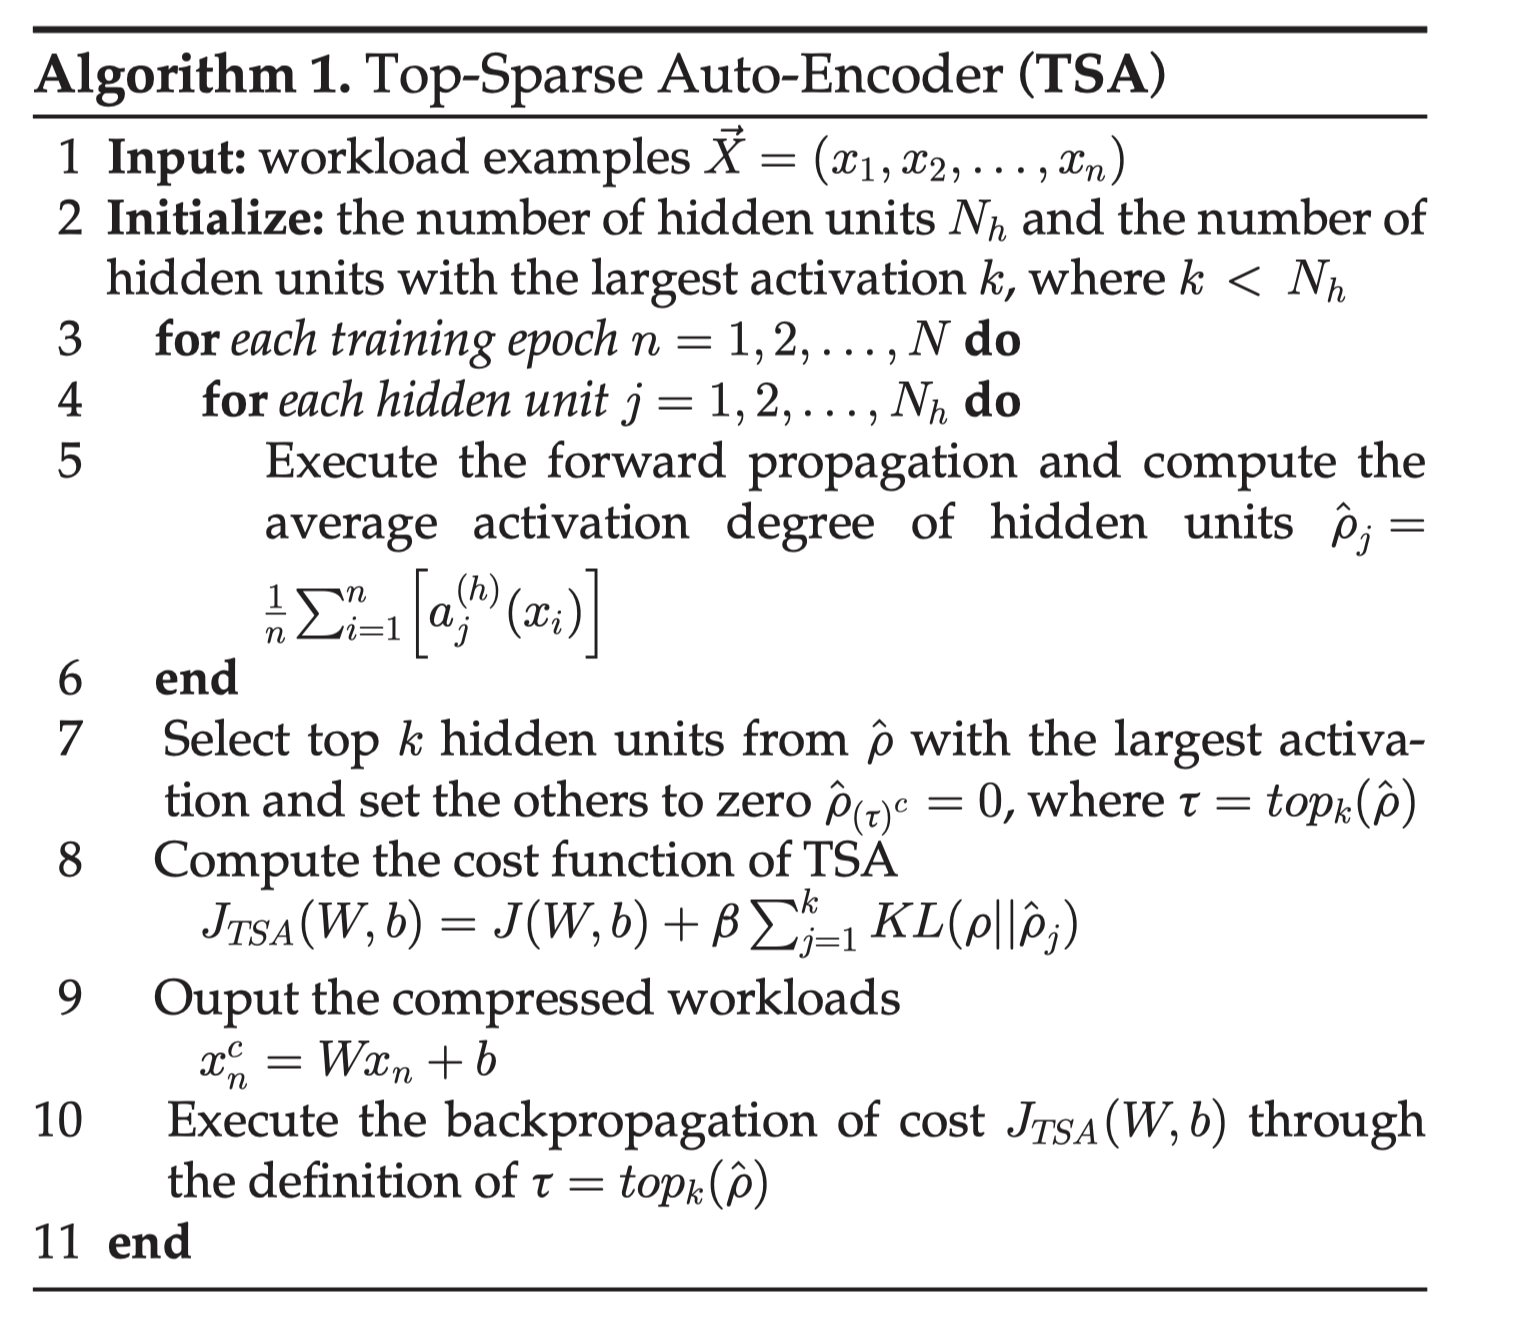 Algorithm 1. Top-Sparse Auto-Encoder (TSA)
1 Input: workload examples $\vec{X} = (x_1, x_2, \ldots, x_n)$
2 Initialize: the number of hidden units $N_h$ and the number of
hidden units with the largest activation $k$, where $k < N_h$
3 for each training epoch $n = 1, 2, \ldots, N$ do
4 for each hidden unit $j = 1, 2, \ldots, N_h$ do
5 Execute the forward propagation and compute the
average activation degree of hidden units $\hat{\rho}_j =$
$\frac{1}{n} \sum_{i=1}^{n} \left[ a_j^{(h)}(x_i) \right]$
6 end
7 Select top $k$ hidden units from $\hat{\rho}$ with the largest activa-
tion and set the others to zero $\hat{\rho}_{(\tau)^c} = 0$, where $\tau = top_k(\hat{\rho})$
8 Compute the cost function of TSA
$J_{TSA}(W, b) = J(W, b) + \beta \sum_{j=1}^{k} KL(\rho || \hat{\rho}_j)$
9 Ouput the compressed workloads
$x_n^c = W x_n + b$
10 Execute the backpropagation of cost $J_{TSA}(W, b)$ through
the definition of $\tau = top_k(\hat{\rho})$
11 end